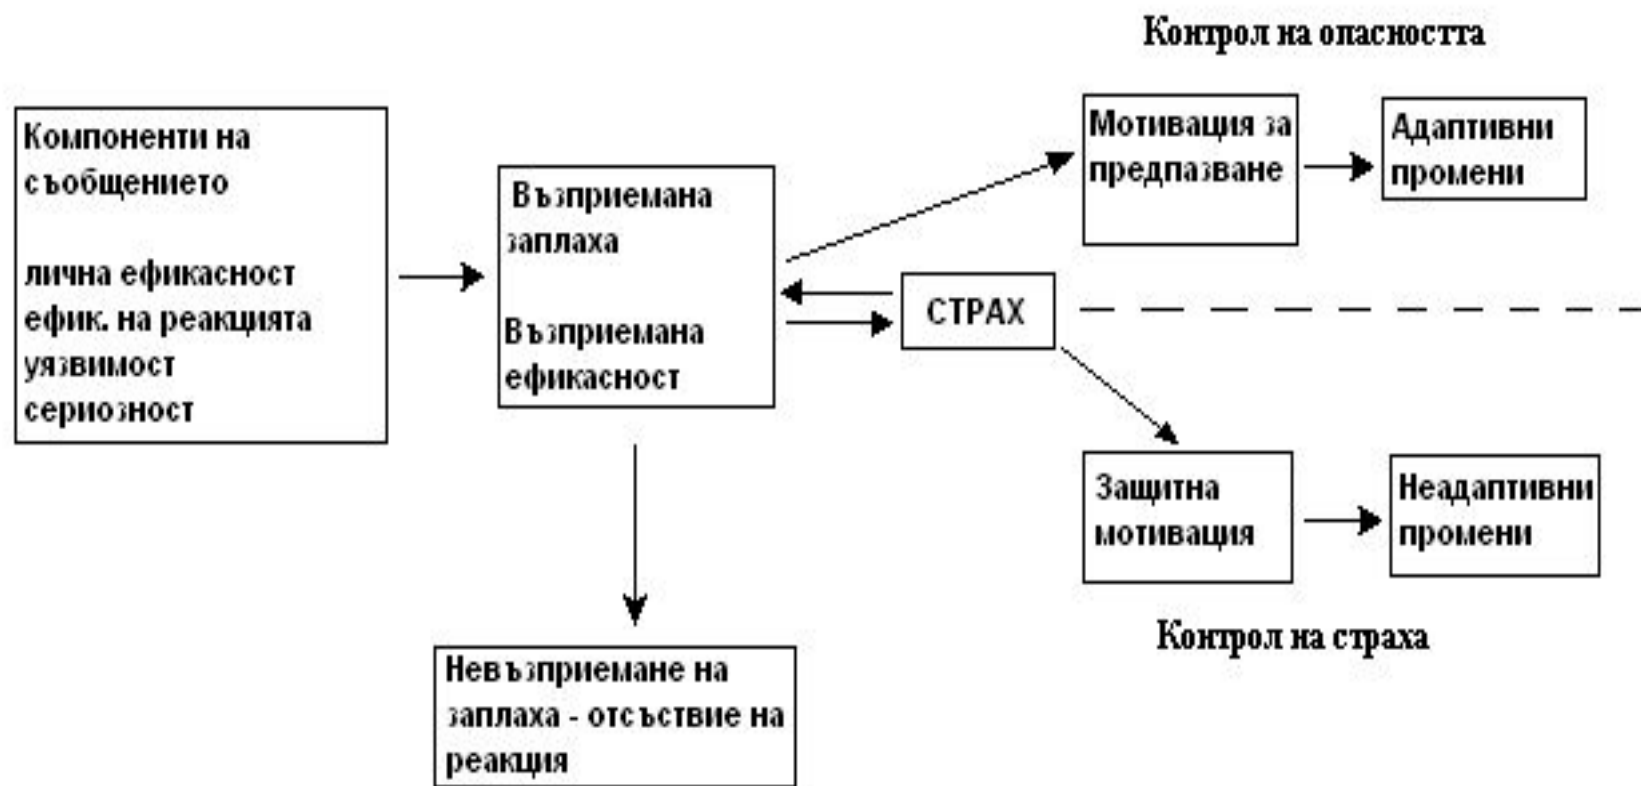 Контрол на опасността
Компоненти на
съобщението
лична ефикасност
ефик. на реакцията
уязвимост
сериозност
Възприемана
заплаха
Възприемана
ефикасност
СТРАХ
Мотивация за
предпазване
Адаптивни
промени
Защитна
мотивация
Неадаптивни
промени
Контрол на страха
Невъзприемане на
заплаха - отсъствие на
реакция